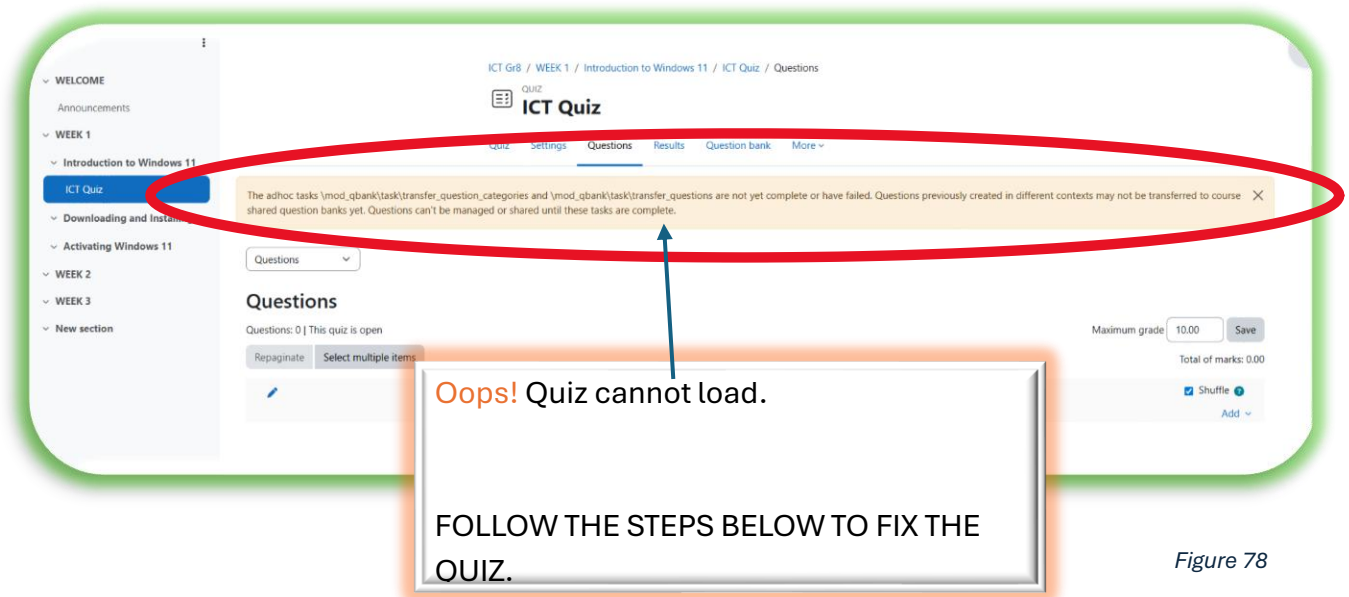 WELCOME
Announcements
WEEK 1
Introduction to Windows 11
ICT Quiz
Downloading and Install
Activating Windows 11
WEEK 2
WEEK 3
New section
ICT Gr8 / WEEK 1 / Introduction to Windows 11 / ICT Quiz / Questions
QUIZ
ICT Quiz
Quiz Settings Questions Results Question bank More
The adhoc tasks \mod_qbank\task\transfer_question_categories and \mod_qbank\task\transfer_questions are not yet complete or have failed. Questions previously created in different contexts may not be transferred to course
shared question banks yet. Questions can't be managed or shared until these tasks are complete.
Questions
Questions
Questions: 0 | This quiz is open
Maximum grade 10.00 Save
Repaginate Select multiple items
Total of marks: 0.00
Shuffle
Add
Oops! Quiz cannot load.
FOLLOW THE STEPS BELOW TO FIX THE
QUIZ.
Figure 78